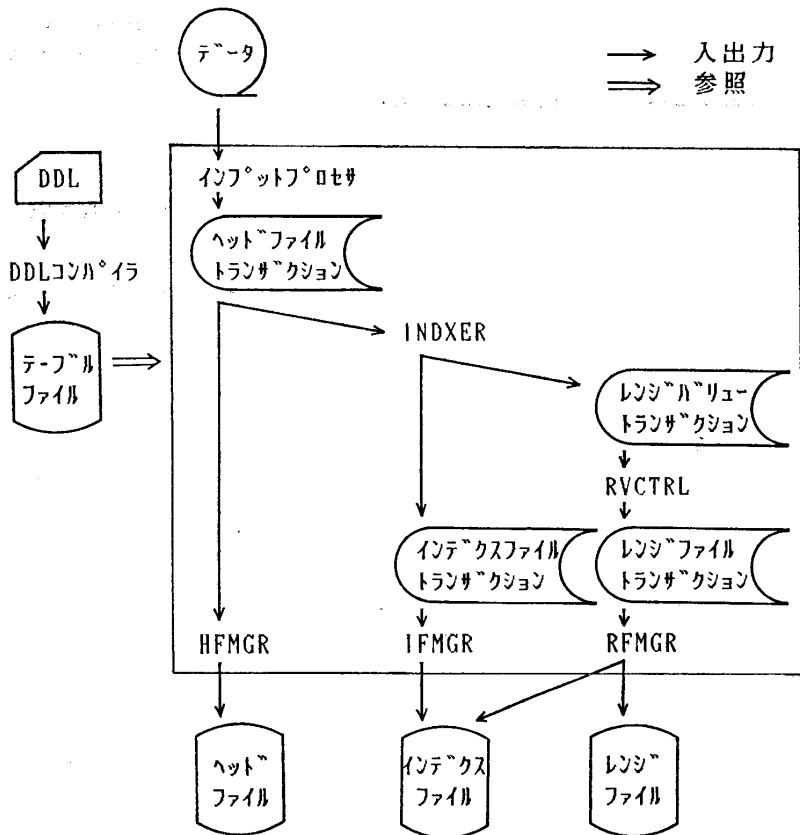 データ
→ 入出力
⇒ 参照
DDL
インプットプロセサ
ヘッドファイル
トランザクション
DDLコンパイラ
INDXER
テーブル
ファイル
レンジバリュー
トランザクション
RVCTRL
インデクスファイル
トランザクション
レンジファイル
トランザクション
HFMGR
IFMGR
RFMGR
ヘッド
ファイル
インデクス
ファイル
レンジ
ファイル